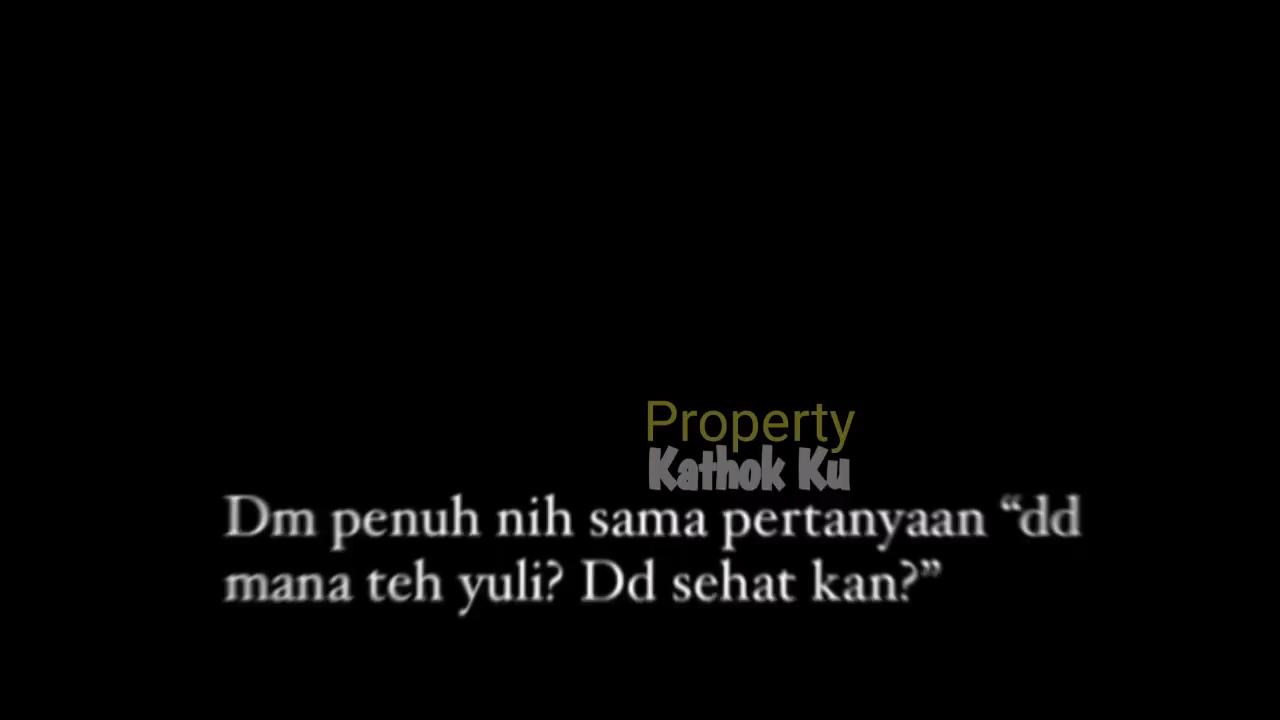 Property
Kathok Ku
Dm penuh nih sama pertanyaan “dd
mana teh yuli? Dd sehat kan?”